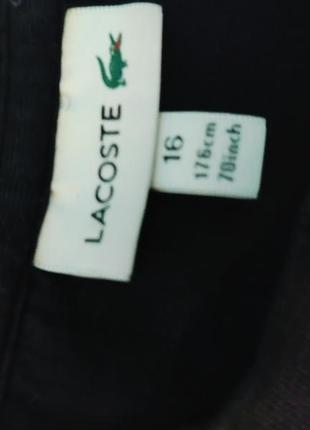 LACOSTE
16
176cm
70inch